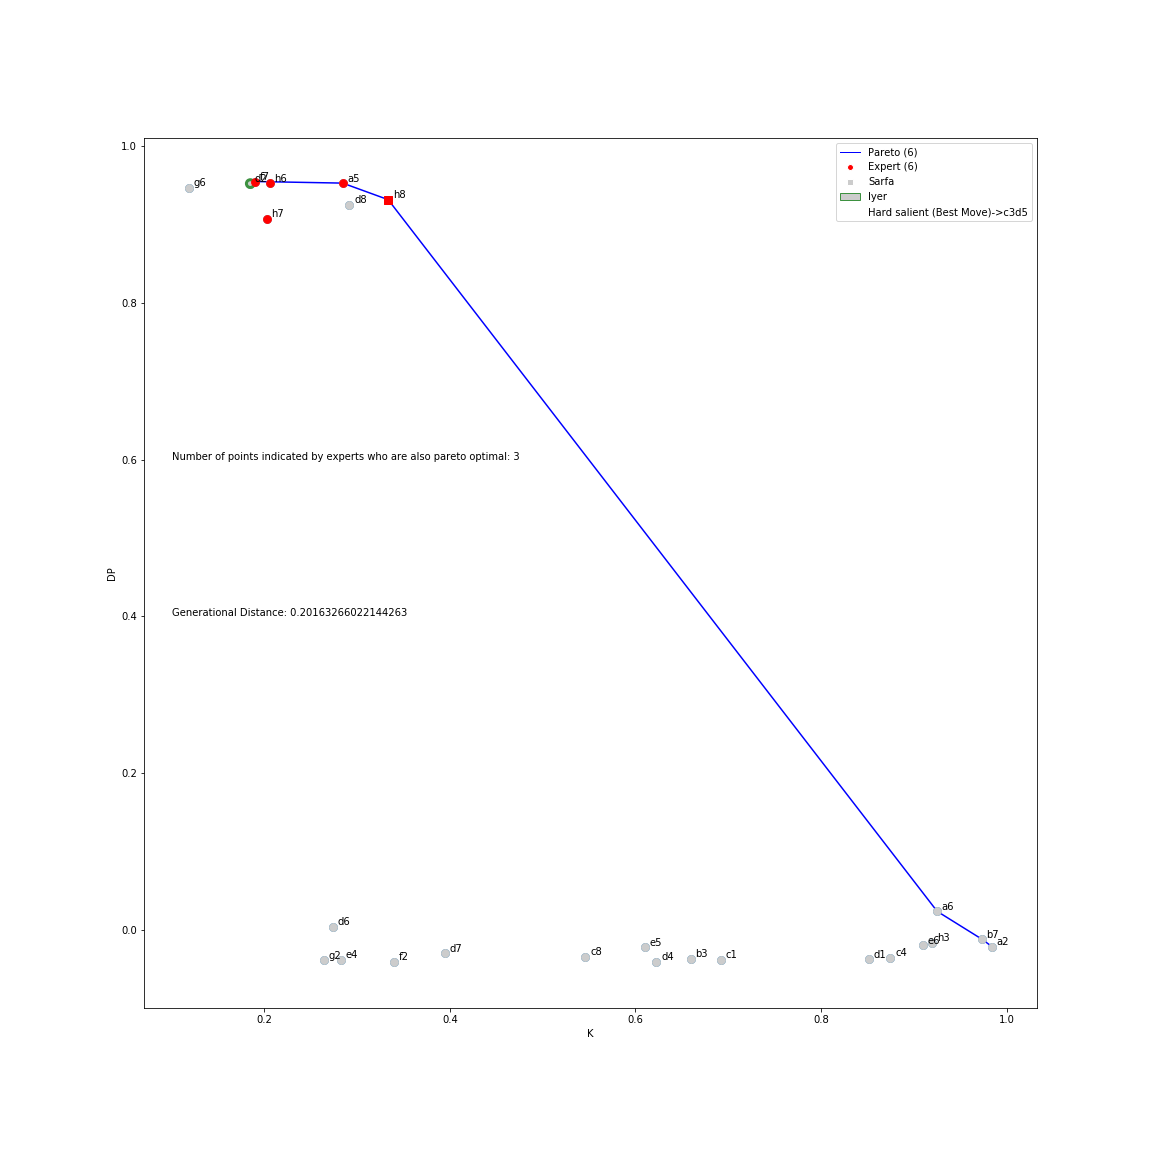 1.0
Pareto (6)
Expert (6)
Sarfa
Iyer
Hard salient (Best Move)->c3d5
g6
f7
h6
a5
h7
d8
h8
0.8
0.6
Number of points indicated by experts who are also pareto optimal: 3
DP
0.4
Generational Distance: 0.20163266022144263
0.2
0.0
d6
g2
e4
f2
d7
c8
e5
d4
b3
c1
d1
c4
e6
h3
a6
b7
a2
0.2
0.4
0.6
0.8
1.0
K